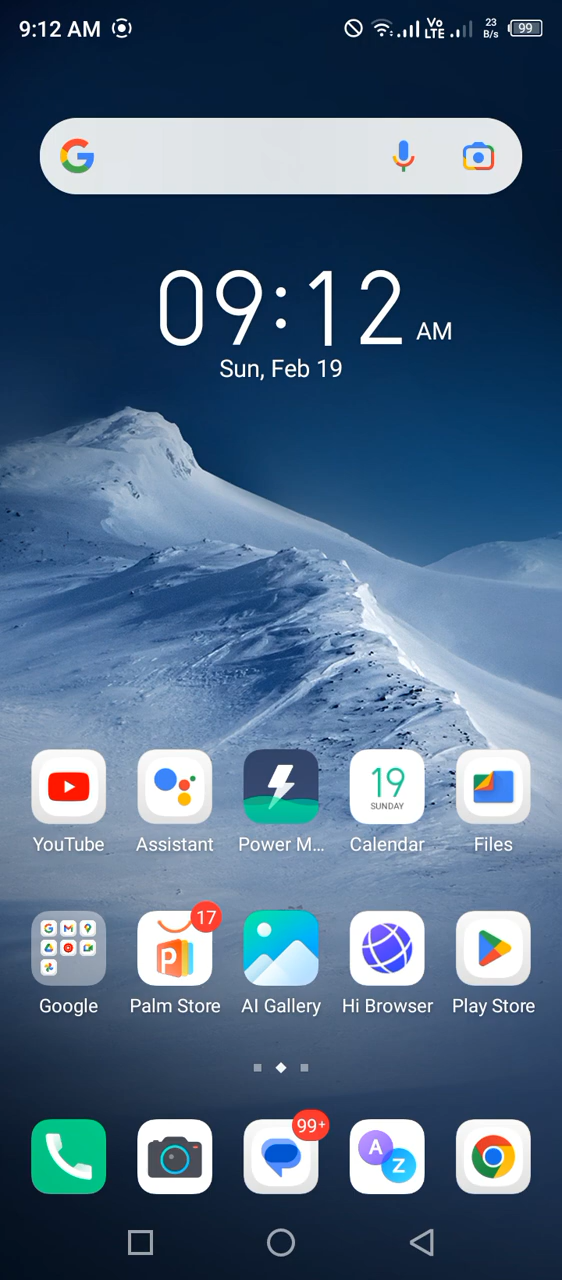 9:12 AM Vo LTE 23 B/s 99
09:12 AM
Sun, Feb 19
19
SUNDAY
YouTube Assistant Power M... Calendar Files
17
Google Palm Store AI Gallery Hi Browser Play Store
99+
A
Z